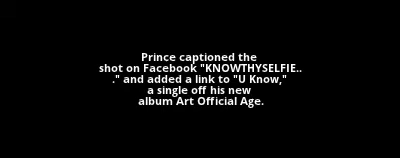 Prince captioned the
shot on Facebook "KNOWTHYSELFIE..
." and added a link to "U Know,"
a single off his new
album Art Official Age.